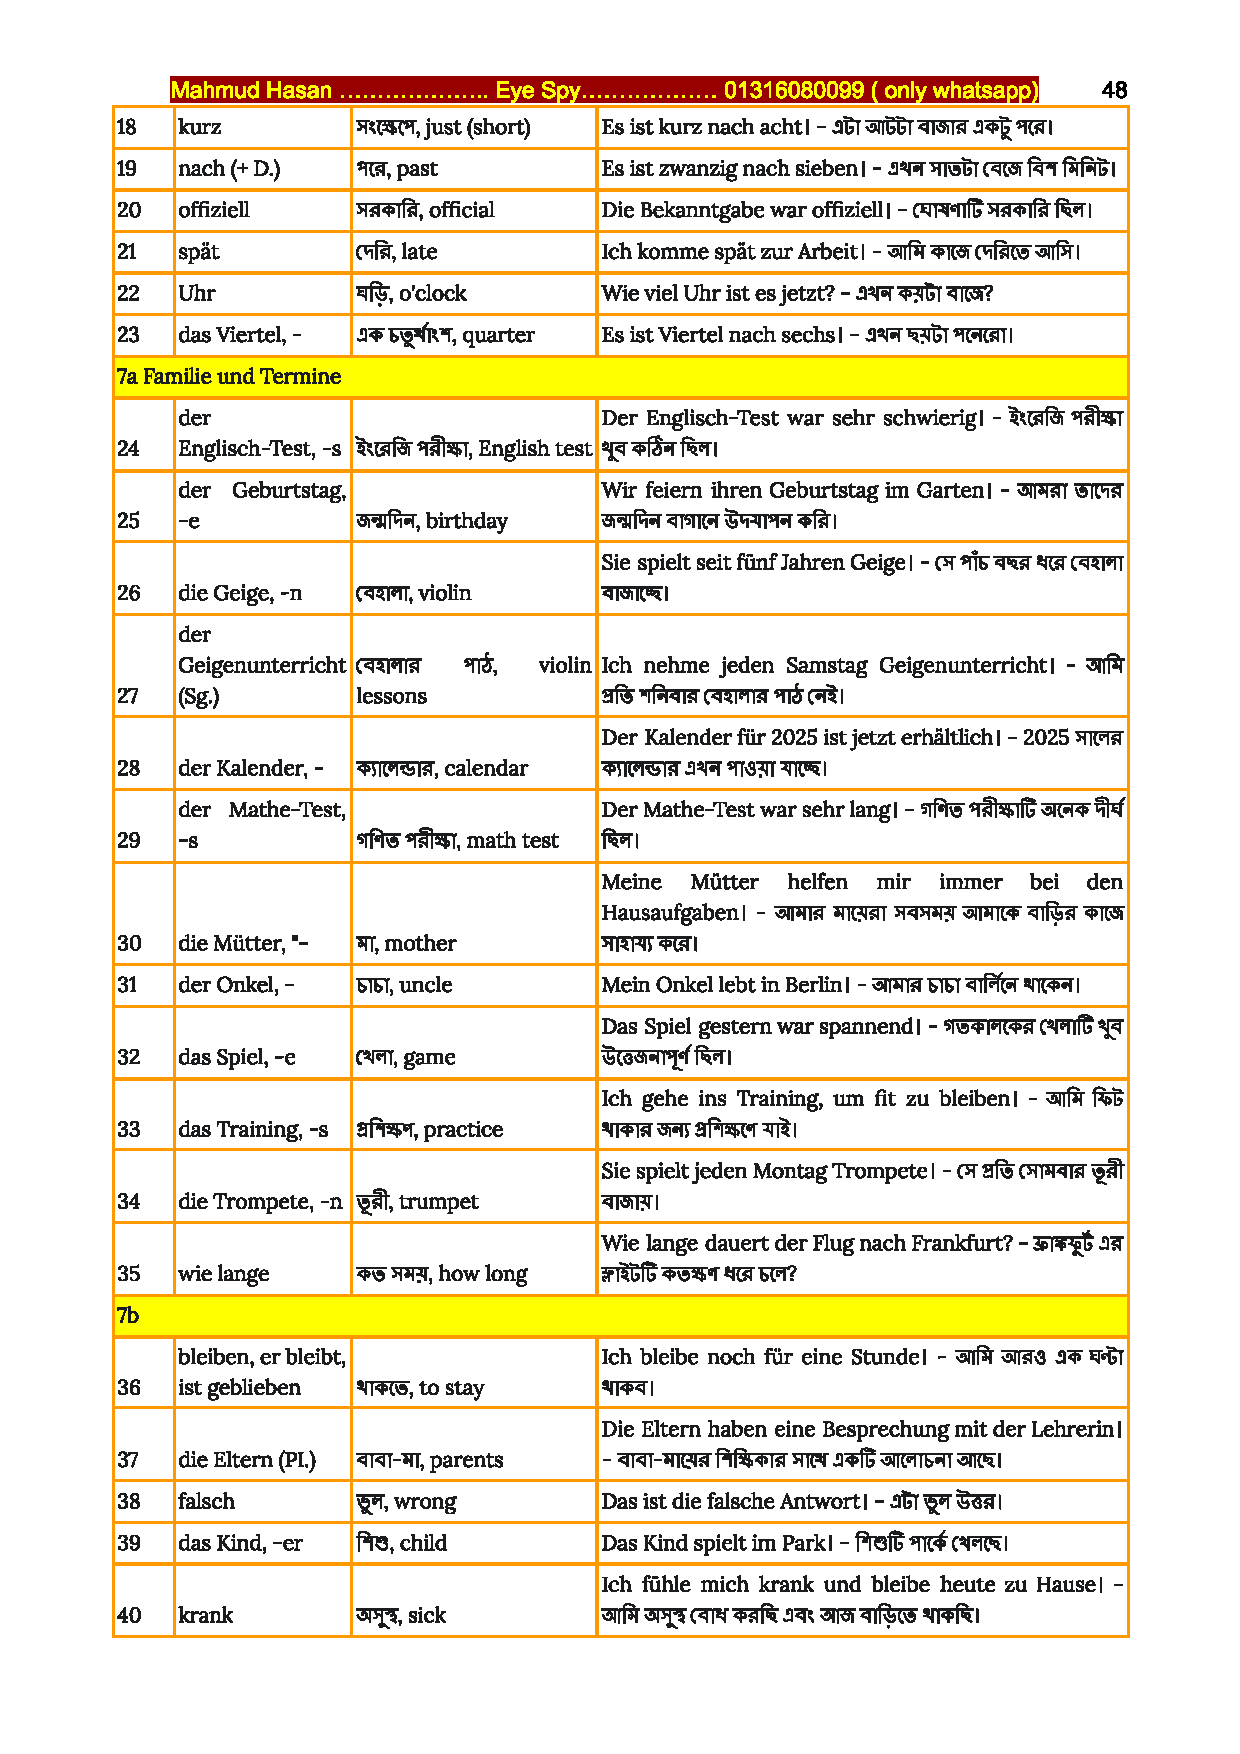 Mahmud Hasan ……………….. Eye Spy……………… 01316080099 ( only whatsapp) 48
18 kurz সংক্ষেপে, just (short) Es ist kurz nach acht। - এটা আটটা বাজার একটু পরে।
19 nach (+ D.) পরে, past Es ist zwanzig nach sieben। - এখন সাতটা বেজে বিশ মিনিট।
20 offiziell সরকারি, official Die Bekanntgabe war offiziell। - ঘোষণাটি সরকারি ছিল।
21 spät দেরি, late Ich komme spät zur Arbeit। - আমি কাজে দেরিতে আসি।
22 Uhr ঘড়ি, o'clock Wie viel Uhr ist es jetzt? - এখন কয়টা বাজে?
23 das Viertel, - এক চতুর্থাংশ, quarter Es ist Viertel nach sechs। - এখন ছয়টা পনেরো।
7a Familie und Termine
der Der Englisch-Test war sehr schwierig। - ইংরেজি পরীক্ষা
24 Englisch-Test, -s ইংরেজি পরীক্ষা, English test খুব কঠিন ছিল।
der Geburtstag, Wir feiern ihren Geburtstag im Garten। - আমরা তাদের
25 -e জন্মদিন, birthday জন্মদিন বাগানে উদযাপন করি।
Sie spielt seit fünf Jahren Geige। - সে পাঁচ বছর ধরে বেহালা
26 die Geige, -n বেহালা, violin বাজাচ্ছে।
der
Geigenunterricht বেহালার পাঠ, violin Ich nehme jeden Samstag Geigenunterricht। - আমি
27 (Sg.) lessons প্রতি শনিবার বেহালার পাঠ নেই।
Der Kalender für 2025 ist jetzt erhältlich। - 2025 সালের
28 der Kalender, - ক্যালেন্ডার, calendar ক্যালেন্ডার এখন পাওয়া যাচ্ছে।
der Mathe-Test, Der Mathe-Test war sehr lang। - গণিত পরীক্ষাটি অনেক দীর্ঘ
29 -s গণিত পরীক্ষা, math test ছিল।
Meine Mütter helfen mir immer bei den
Hausaufgaben। - আমার মায়েরা সবসময় আমাকে বাড়ির কাজে
30 die Mütter, "- মা, mother সাহায্য করে।
31 der Onkel, - চাচা, uncle Mein Onkel lebt in Berlin। - আমার চাচা বার্লিনে থাকেন।
Das Spiel gestern war spannend। - গতকালকের খেলাটি খুব
32 das Spiel, -e খেলা, game উত্তেজনাপূর্ণ ছিল।
Ich gehe ins Training, um fit zu bleiben। - আমি ফিট
33 das Training, -s প্রশিক্ষণ, practice থাকার জন্য প্রশিক্ষণে যাই।
Sie spielt jeden Montag Trompete। - সে প্রতি সোমবার তূরী
34 die Trompete, -n তূরী, trumpet বাজায়।
Wie lange dauert der Flug nach Frankfurt? - ফ্রাঙ্কফুর্ট এর
35 wie lange কত সময়, how long ফ্লাইটটি কতক্ষণ ধরে চলে?
7b
bleiben, er bleibt, Ich bleibe noch für eine Stunde। - আমি আরও এক ঘণ্টা
36 ist geblieben থাকতে, to stay থাকব।
Die Eltern haben eine Besprechung mit der Lehrerin।
37 die Eltern (Pl.) বাবা-মা, parents - বাবা-মায়ের শিক্ষিকার সাথে একটি আলোচনা আছে।
38 falsch ভুল, wrong Das ist die falsche Antwort। - এটা ভুল উত্তর।
39 das Kind, -er শিশু, child Das Kind spielt im Park। - শিশুটি পার্কে খেলছে।
Ich fühle mich krank und bleibe heute zu Hause। -
40 krank অসুস্থ, sick আমি অসুস্থ বোধ করছি এবং আজ বাড়িতে থাকছি।